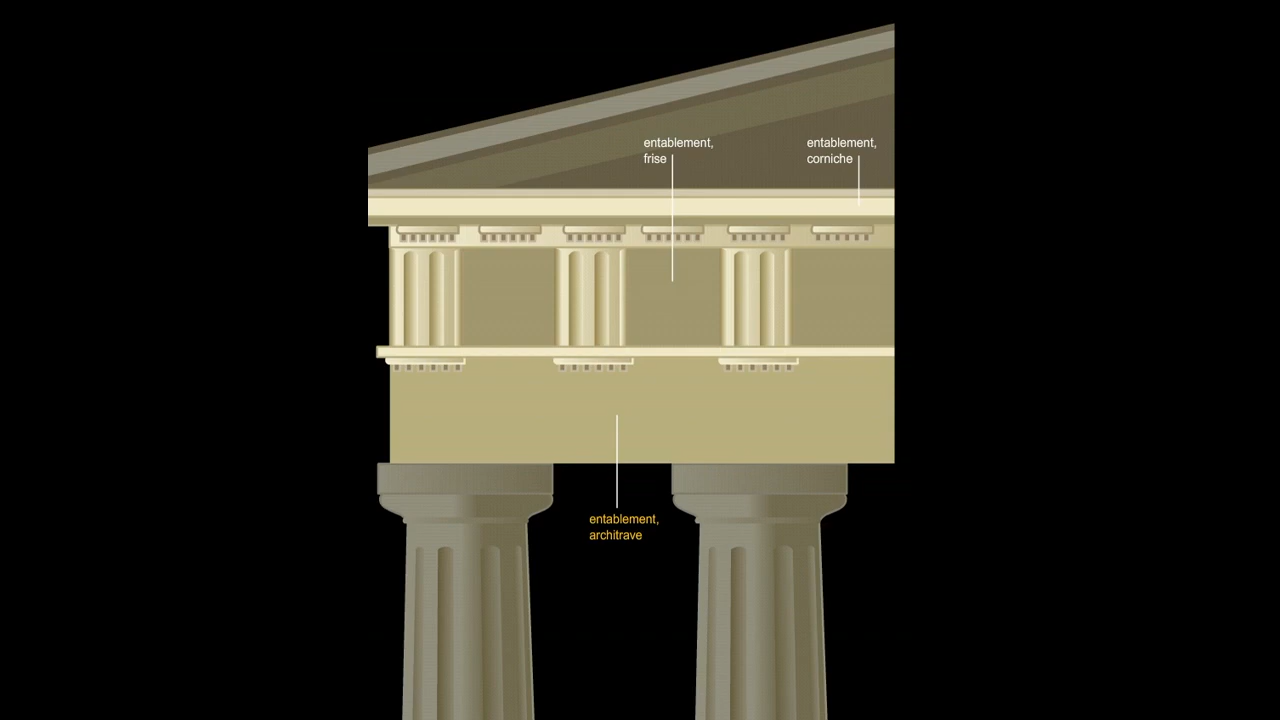 entablement,
frise
entablement,
corniche
entablement,
architrave